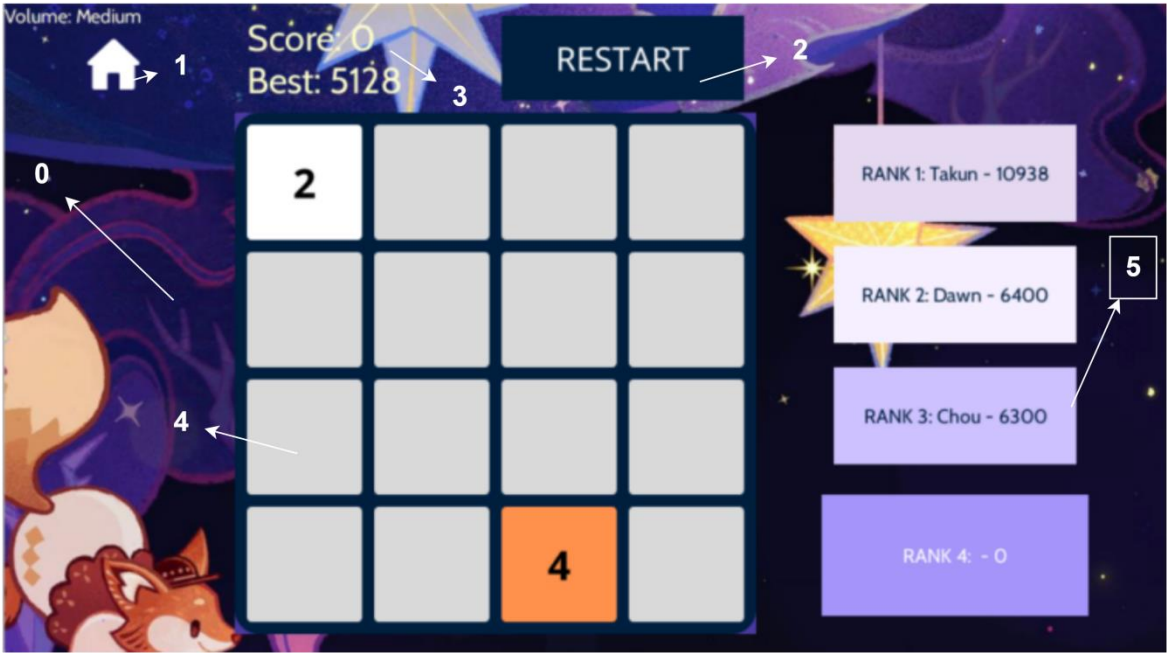 Volume: Medium
1
Score: 0
Best: 5128
3
RESTART
2
0
2
RANK 1: Takun - 10938
RANK 2: Dawn - 6400
5
4
RANK 3: Chou - 6300
4
RANK 4: - 0